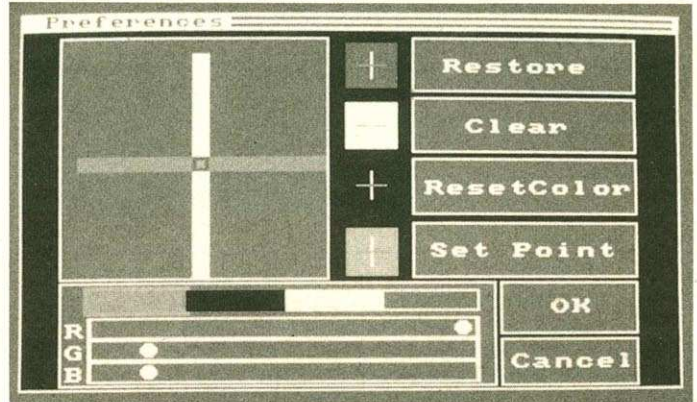 Preferences
Restore
Clear
ResetColor
Set Point
OK
Cancel
R
G
B